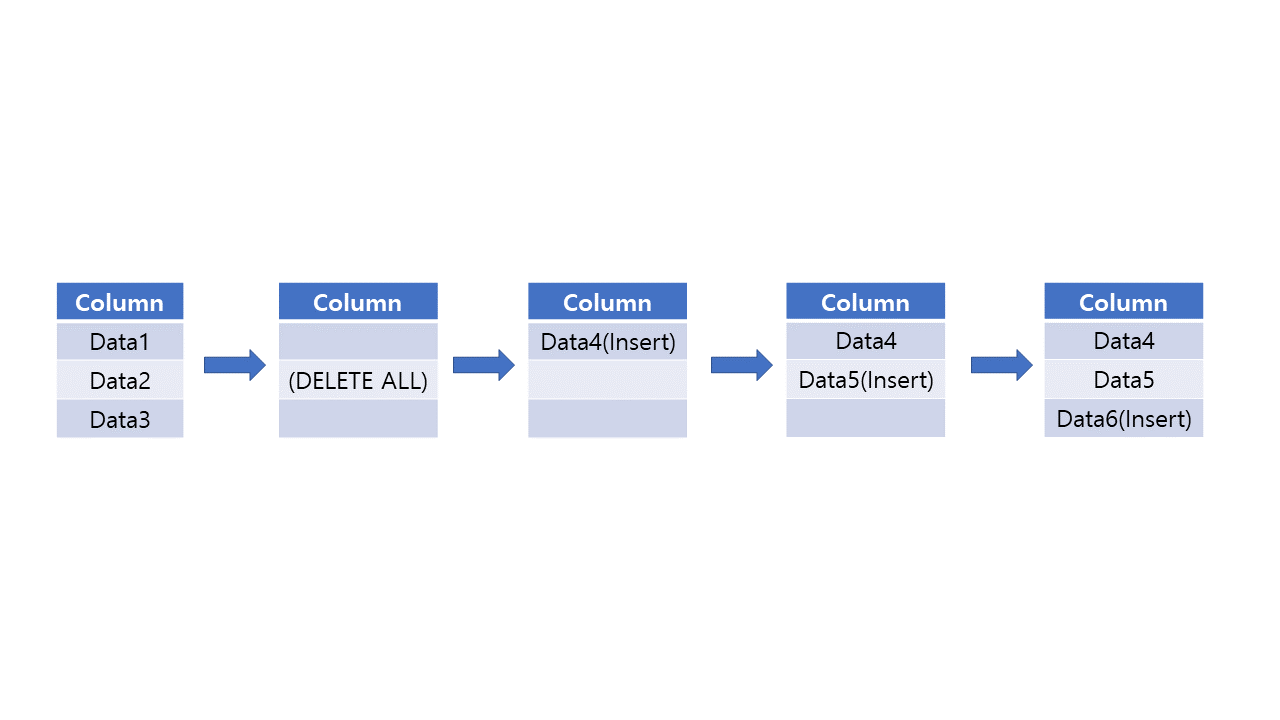 Column
Data1
Data2
Data3
Column
(DELETE ALL)
Column
Data4(Insert)
Column
Data4
Data5(Insert)
Column
Data4
Data5
Data6(Insert)